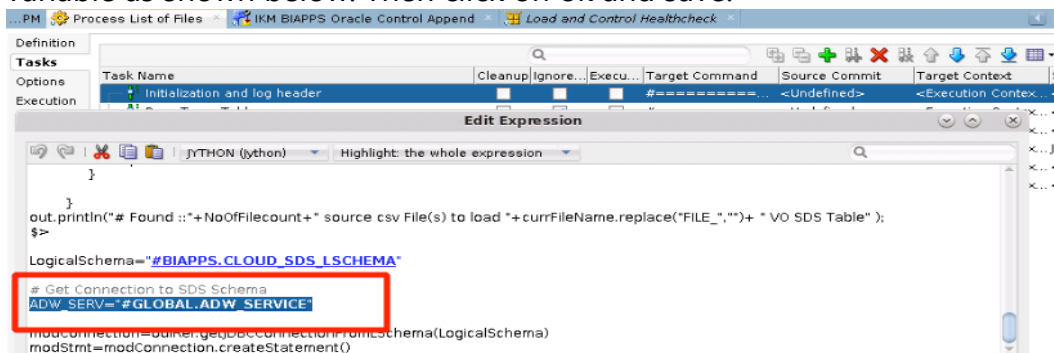 variable as shown below. Then click on ok and save.
...PM Process List of Files IKM BIAPPS Oracle Control Append Load and Control Healthcheck
Definition
Tasks
Options
Execution
Task Name Cleanup Ignore... Execu... Target Command Source Commit Target Context
Initialization and log header #==========... <Undefined> <Execution Contex...
Edit Expression
JYTHON (Jython) Highlight: the whole expression
}
}
out.println("# Found ::"+NoOfFilecount+" source csv File(s) to load "+currFileName.replace("FILE_","")+ " VO SDS Table" );
$>
LogicalSchema="#BIAPPS.CLOUD_SDS_LSCHEMA"
# Get Connection to SDS Schema
ADW_SERV="#GLOBAL.ADW_SERVICE"
modConnection=odiRef.getJDBCConnectionFromLSchema(LogicalSchema)
modStmt=modConnection.createStatement()